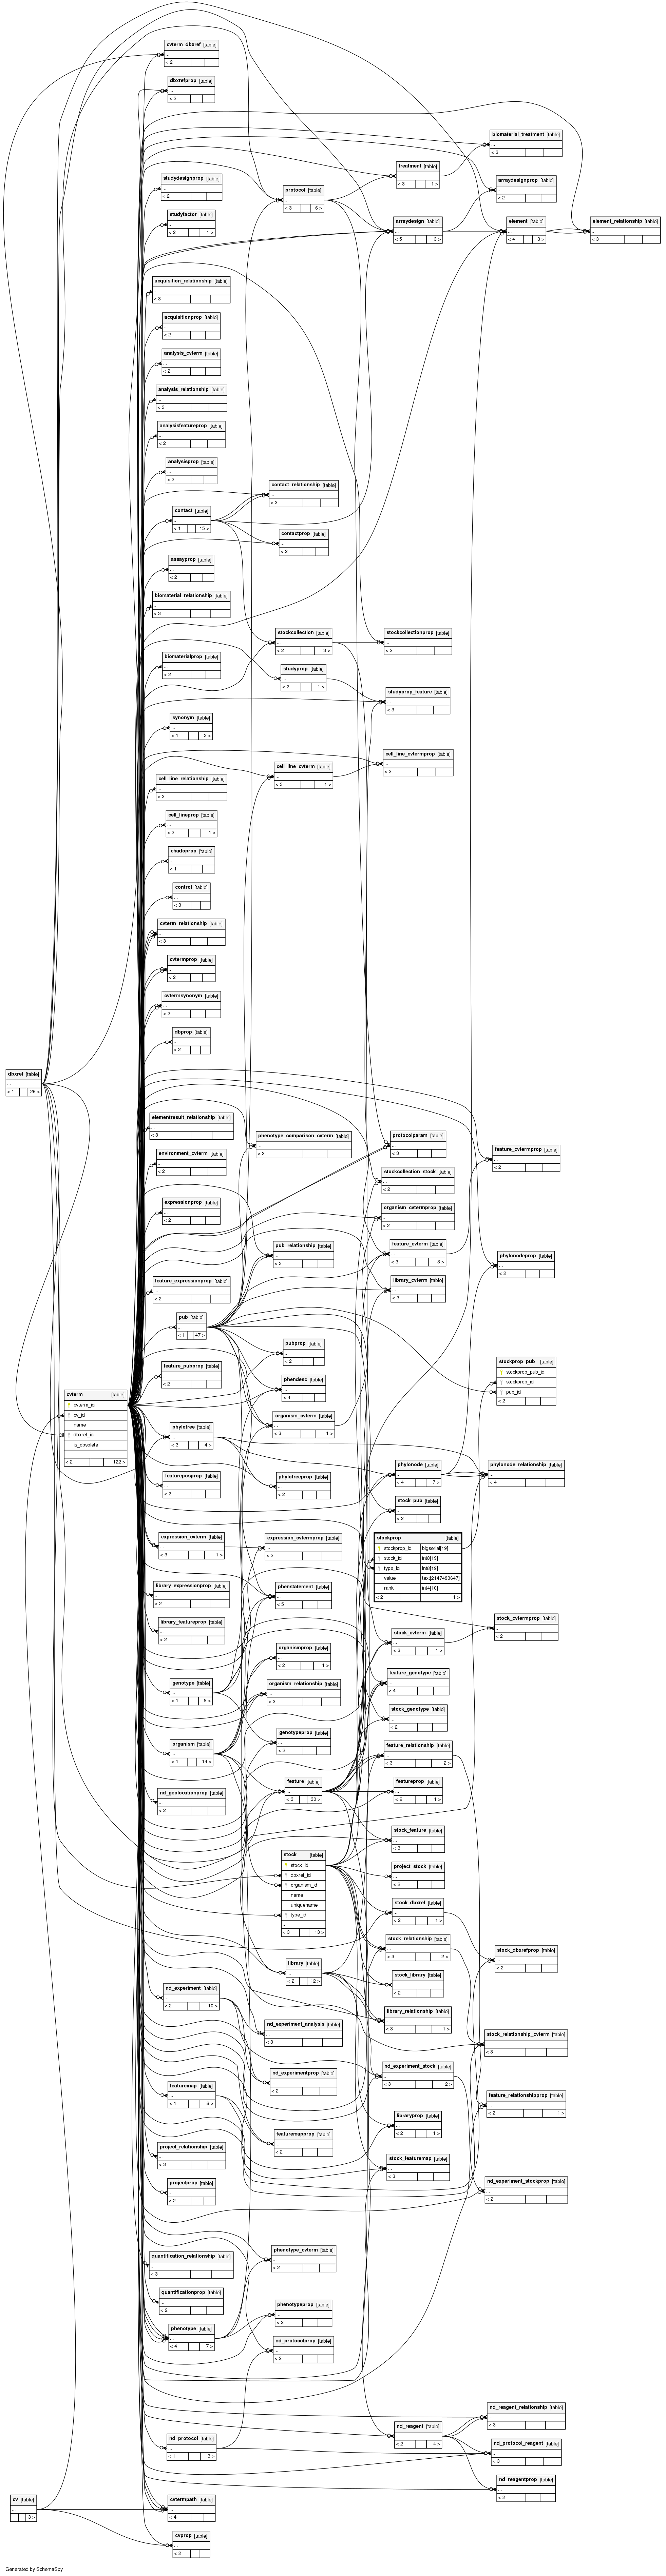 cvterm_dbxref [table]
...
< 2
dbxrefprop [table]
...
< 2
biomaterial_treatment [table]
...
< 3
treatment [table]
...
< 3 1 >
studydesignprop [table]
...
< 2
arraydesignprop [table]
...
< 2
protocol [table]
...
< 3 6 >
studyfactor [table]
...
< 2 1 >
arraydesign [table]
...
< 5 3 >
element [table]
...
< 4 3 >
element_relationship [table]
...
< 3
acquisition_relationship [table]
...
< 3
acquisitionprop [table]
...
< 2
analysis_cvterm [table]
...
< 2
analysis_relationship [table]
...
< 3
analysisfeatureprop [table]
...
< 2
analysisprop [table]
...
< 2
contact_relationship [table]
...
< 3
contact [table]
...
< 1 15 >
contactprop [table]
...
< 2
assayprop [table]
...
< 2
biomaterial_relationship [table]
...
< 3
stockcollection [table]
...
< 2 3 >
stockcollectionprop [table]
...
< 2
biomaterialprop [table]
...
< 2
studyprop [table]
...
< 2 1 >
studyprop_feature [table]
...
< 3
synonym [table]
...
< 1 3 >
cell_line_cvtermprop [table]
...
< 2
cell_line_cvterm [table]
...
< 3 1 >
cell_line_relationship [table]
...
< 3
cell_lineprop [table]
...
< 2 1 >
chadoprop [table]
...
< 1
control [table]
...
< 3
cvterm_relationship [table]
...
< 3
cvtermprop [table]
...
< 2
cvtermsynonym [table]
...
< 2
dbprop [table]
...
< 2
dbxref [table]
...
< 1 26 >
elementresult_relationship [table]
...
< 3
phenotype_comparison_cvterm [table]
...
< 3
protocolparam [table]
...
< 3
feature_cvtermprop [table]
...
< 2
environment_cvterm [table]
...
< 2
stockcollection_stock [table]
...
< 2
expressionprop [table]
...
< 2
organism_cvtermprop [table]
...
< 2
pub_relationship [table]
...
< 3
feature_cvterm [table]
...
< 3 3 >
phylonodeprop [table]
...
< 2
feature_expressionprop [table]
...
< 2
library_cvterm [table]
...
< 3
pub [table]
...
< 1 47 >
pubprop [table]
...
< 2
stockprop_pub [table]
stockprop_pub_id
stockprop_id
pub_id
< 2
feature_pubprop [table]
...
< 2
phendesc [table]
...
< 4
cvterm [table]
cvterm_id
cv_id
name
dbxref_id
is_obsolete
...
< 2 122 >
organism_cvterm [table]
...
< 3 1 >
phylotree [table]
...
< 3 4 >
phylonode [table]
...
< 4 7 >
phylonode_relationship [table]
...
< 4
featureposprop [table]
...
< 2
phylotreeprop [table]
...
< 2
stock_pub [table]
...
< 2
expression_cvterm [table]
...
< 3 1 >
expression_cvtermprop [table]
...
< 2
stockprop [table]
stockprop_id bigserial[19]
stock_id int8[19]
type_id int8[19]
value text[2147483647]
rank int4[10]
< 2 1 >
library_expressionprop [table]
...
< 2
phenstatement [table]
...
< 5
library_featureprop [table]
...
< 2
stock_cvtermprop [table]
...
< 2
stock_cvterm [table]
...
< 3 1 >
organismprop [table]
...
< 2 1 >
feature_genotype [table]
...
< 4
genotype [table]
...
< 1 8 >
organism_relationship [table]
...
< 3
stock_genotype [table]
...
< 2
genotypeprop [table]
...
< 2
organism [table]
...
< 1 14 >
feature_relationship [table]
...
< 3 2 >
nd_geolocationprop [table]
...
< 2
feature [table]
...
< 3 30 >
featureprop [table]
...
< 2 1 >
stock_feature [table]
...
< 3
stock [table]
stock_id
dbxref_id
organism_id
name
uniquename
type_id
...
< 3 13 >
project_stock [table]
...
< 2
stock_dbxref [table]
...
< 2 1 >
stock_relationship [table]
...
< 3 2 >
stock_dbxrefprop [table]
...
< 2
library [table]
...
< 2 12 >
stock_library [table]
...
< 2
nd_experiment [table]
...
< 2 10 >
library_relationship [table]
...
< 3 1 >
nd_experiment_analysis [table]
...
< 3
stock_relationship_cvterm [table]
...
< 3
nd_experimentprop [table]
...
< 2
nd_experiment_stock [table]
...
< 3 2 >
featuremap [table]
...
< 1 8 >
feature_relationshipprop [table]
...
< 2 1 >
libraryprop [table]
...
< 2 1 >
featuremapprop [table]
...
< 2
project_relationship [table]
...
< 3
stock_featuremap [table]
...
< 3
projectprop [table]
...
< 2
nd_experiment_stockprop [table]
...
< 2
quantification_relationship [table]
...
< 3
phenotype_cvterm [table]
...
< 2
quantificationprop [table]
...
< 2
phenotypeprop [table]
...
< 2
phenotype [table]
...
< 4 7 >
nd_protocolprop [table]
...
< 2
nd_reagent_relationship [table]
...
< 3
nd_reagent [table]
...
< 2 4 >
nd_protocol [table]
...
< 1 3 >
nd_protocol_reagent [table]
...
< 3
nd_reagentprop [table]
...
< 2
cv [table]
...
3 >
cvtermpath [table]
...
< 4
cvprop [table]
...
< 2
Generated by SchemaSpy